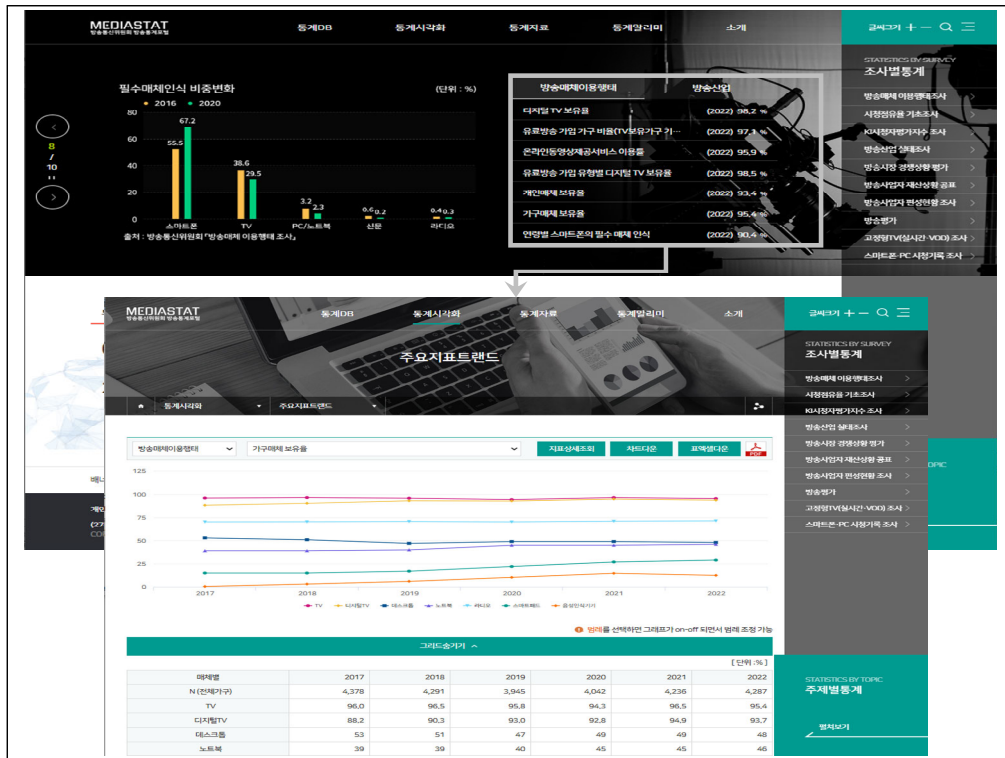 MEDIASTAT
방송통신위원회 방송통계포털
통계DB 통계시각화 통계자료 통계알리미 소개
글씨크기
필수매체인식 비중변화
(단위 : %)
2016 2020
80
60
40
20
0
67.2
55.5
38.6
29.5
3.2
2.3
0.6 0.2
0.4 0.3
스마트폰 TV PC/노트북 신문 라디오
출처 : 방송통신위원회 「방송매체 이용행태 조사」
8
/
10
방송매체이용행태 방송산업
디지털 TV 보유율 (2022) 98.2 %
유료방송 가입 가구 비율(TV보유가구 기… (2022) 97.1 %
온라인동영상제공서비스 이용률 (2022) 95.9 %
유료방송 가입 유형별 디지털 TV 보유율 (2022) 98.5 %
개인매체 보유율 (2022) 93.4 %
가구매체 보유율 (2022) 95.4 %
연령별 스마트폰의 필수 매체 인식 (2022) 90.4 %
STATISTICS BY SURVEY
조사별통계
방송매체 이용행태조사
시청점유율 기초조사
KI시청자평가지수 조사
방송산업 실태조사
방송시장 경쟁상황 평가
방송사업자 재산상황 공표
방송사업자 편성현황 조사
방송평가
고정형TV(실시간·VOD) 조사
스마트폰·PC 시청기록 조사
MEDIASTAT
방송통신위원회 방송통계포털
통계DB 통계시각화 통계자료 통계알리미 소개
글씨크기
주요지표트랜드
통계시각화 주요지표트랜드
STATISTICS BY SURVEY
조사별통계
방송매체 이용행태조사
시청점유율 기초조사
KI시청자평가지수 조사
방송산업 실태조사
방송시장 경쟁상황 평가
방송사업자 재산상황 공표
방송사업자 편성현황 조사
방송평가
고정형TV(실시간·VOD) 조사
스마트폰·PC 시청기록 조사
방송매체이용행태 가구매체 보유율 지표상세조회 차트다운 표엑셀다운 PDF
125
100
75
50
25
0
2017 2018 2019 2020 2021 2022
TV 디지털TV 데스크톱 노트북 라디오 스마트패드 음성인식기기
범례를 선택하면 그래프가 on-off 되면서 범례 조정 가능
그리드숨기기
[ 단위 :% ]
매체별 2017 2018 2019 2020 2021 2022
N (전체가구) 4,378 4,291 3,945 4,042 4,236 4,287
TV 96.0 96.5 95.8 94.3 96.5 95.4
디지털TV 88.2 90.3 93.0 92.8 94.9 93.7
데스크톱 53 51 47 49 49 48
노트북 39 39 40 45 45 46
STATISTICS BY TOPIC
주제별통계
펼쳐보기